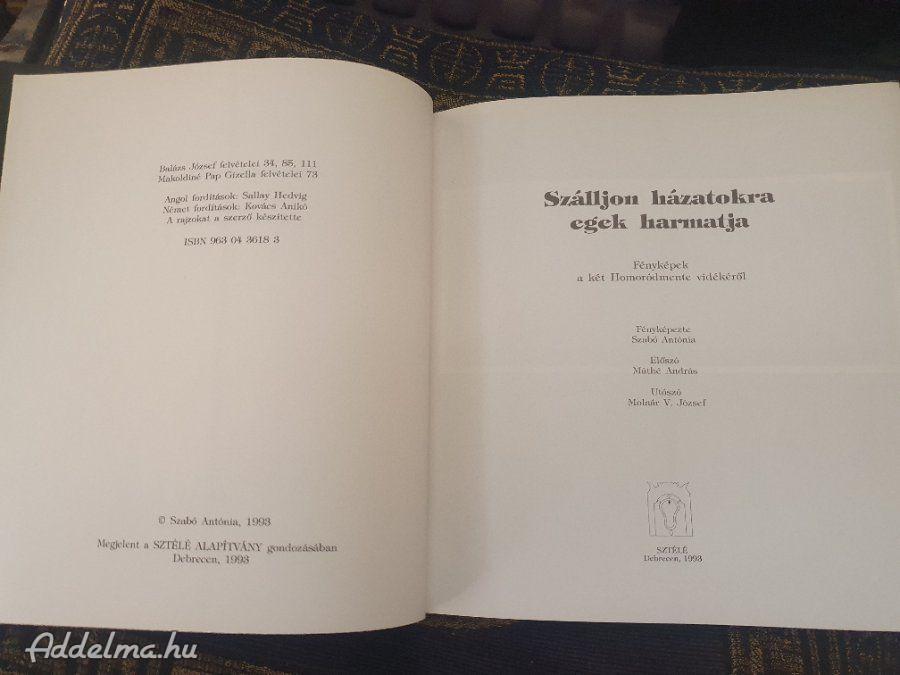 Balázs József felvételei 34, 85, 111
Makoldiné Pap Gizella felvételei 73
Angol fordítások: Sallay Hedvig
Német fordítások: Kovács Anikó
A rajzokat a szerző készítette
ISBN 963 04 3618 3
© Szabó Antónia, 1993
Megjelent a SZTÉLÉ ALAPÍTVÁNY gondozásában
Debrecen, 1993
Szálljon házatokra
egek harmatja
Fényképek
a két Homoródmente vidékéről
Fényképezte
Szabó Antónia
Előszó
Máthé András
Utószó
Molnár V. József
SZTÉLÉ
Debrecen, 1993
Addelma.hu